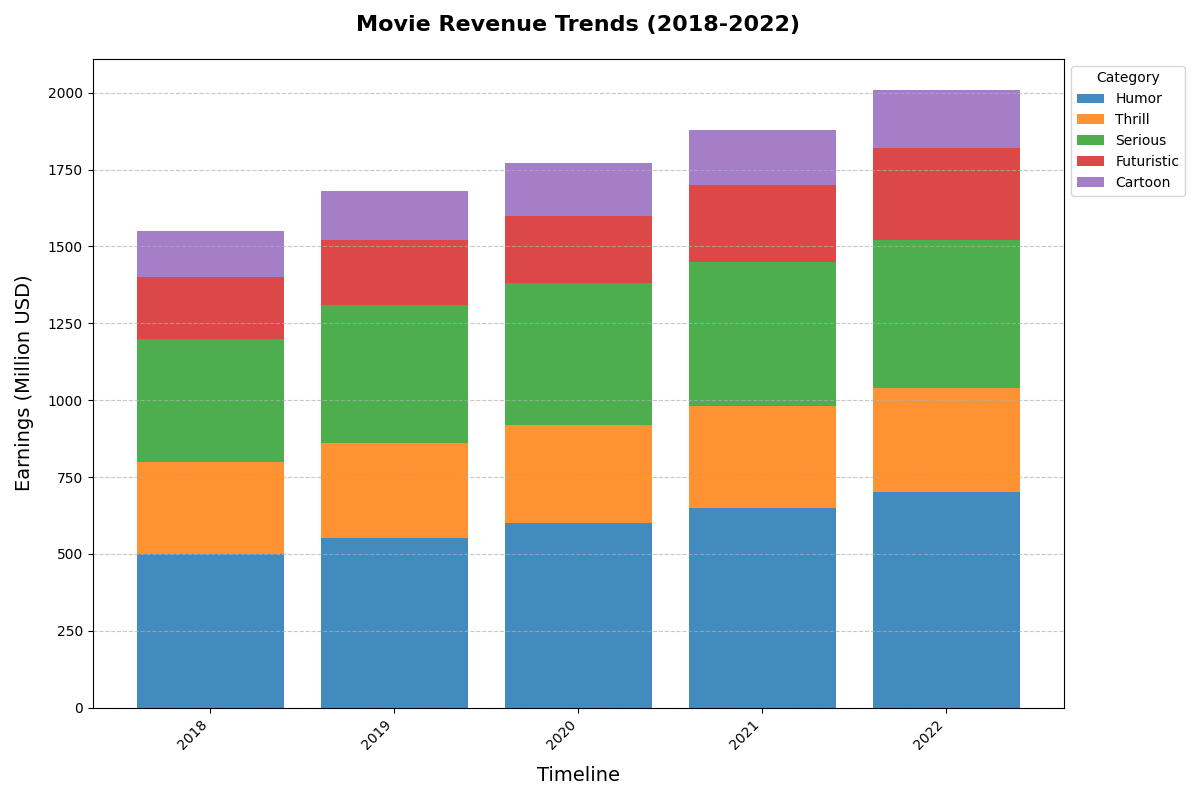 Movie Revenue Trends (2018-2022)
Earnings (Million USD)
2000
1750
1500
1250
1000
750
500
250
0
2018
2019
2020
2021
2022
Timeline
Category
Humor
Thrill
Serious
Futuristic
Cartoon